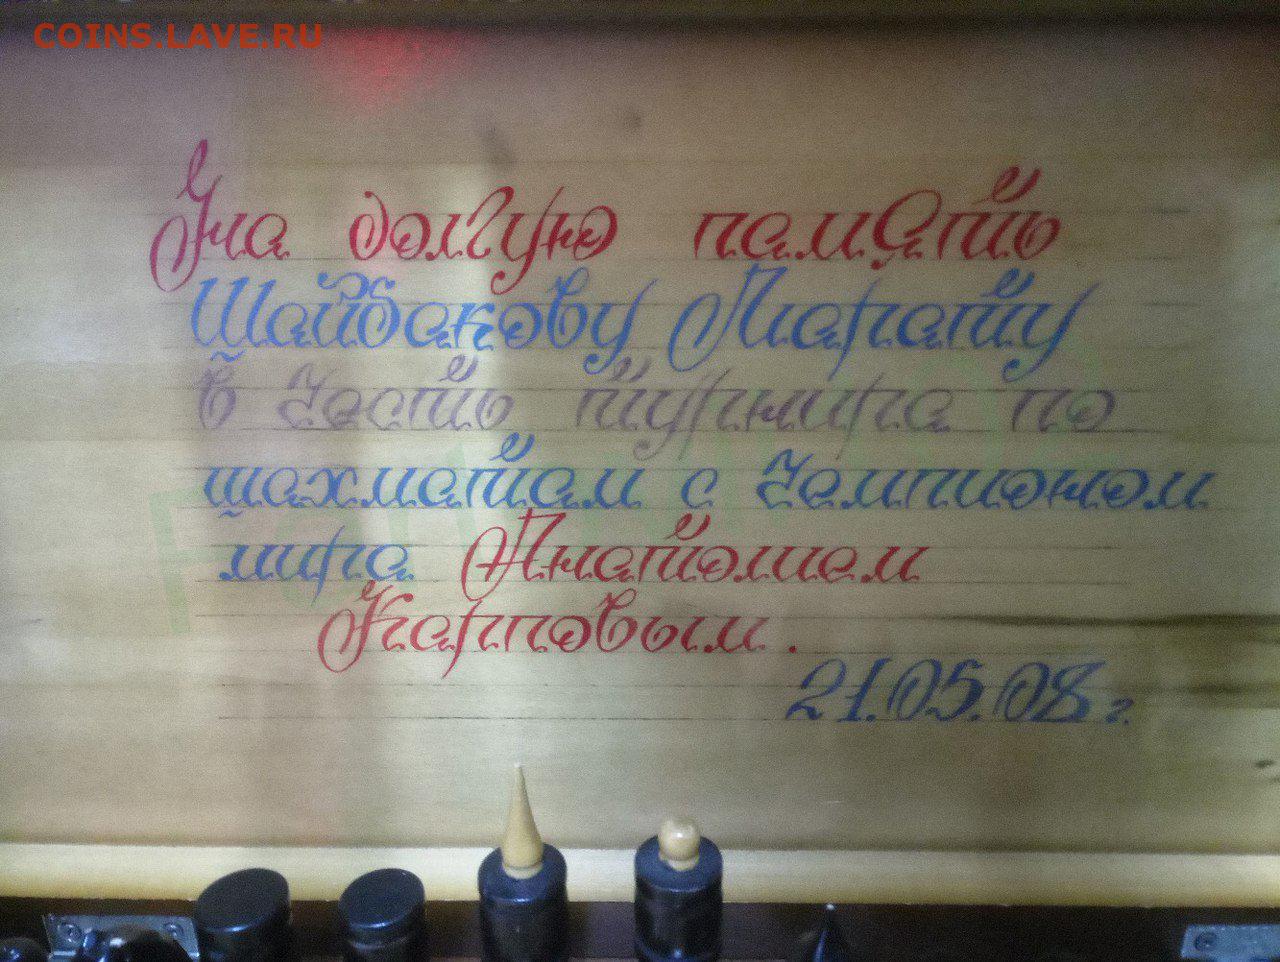 COINS.LAVE.RU
На долгую память
Шайбакову Марату
в честь турнира по
шахматам с чемпионом
мира Анатолием
Карповым.
21.05.08 г.